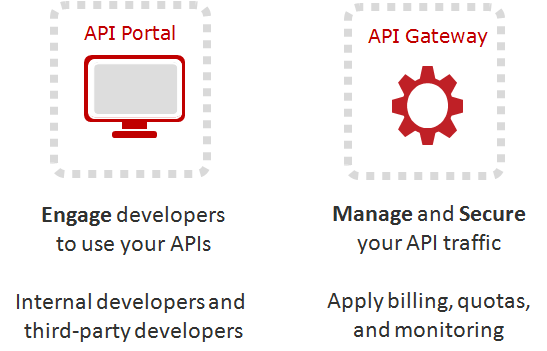 API Portal
Engage developers
to use your APIs
Internal developers and
third-party developers
API Gateway
Manage and Secure
your API traffic
Apply billing, quotas,
and monitoring